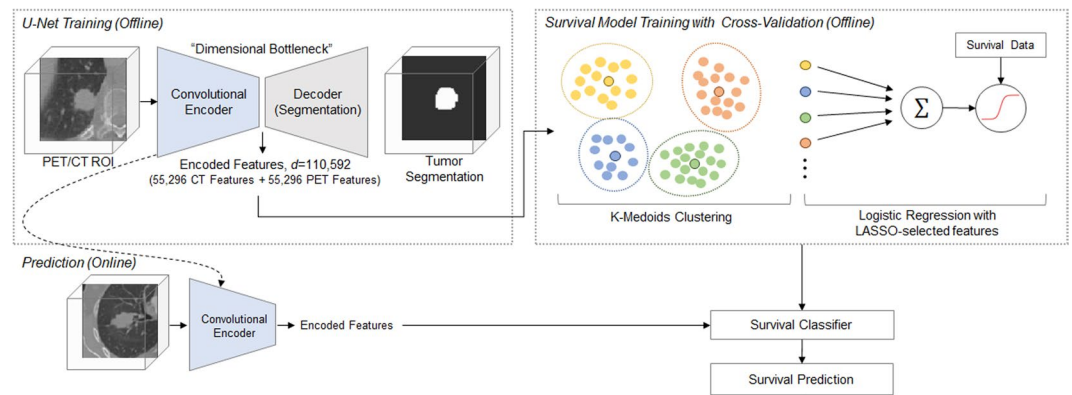 U-Net Training (Offline)
"Dimensional Bottleneck"
Convolutional
Encoder
Decoder
(Segmentation)
PET/CT ROI
Encoded Features, d=110,592
(55,296 CT Features + 55,296 PET Features)
Tumor
Segmentation
Survival Model Training with Cross-Validation (Offline)
Survival Data
Σ
K-Medoids Clustering
Logistic Regression with
LASSO-selected features
Prediction (Online)
Convolutional
Encoder
Encoded Features
Survival Classifier
Survival Prediction